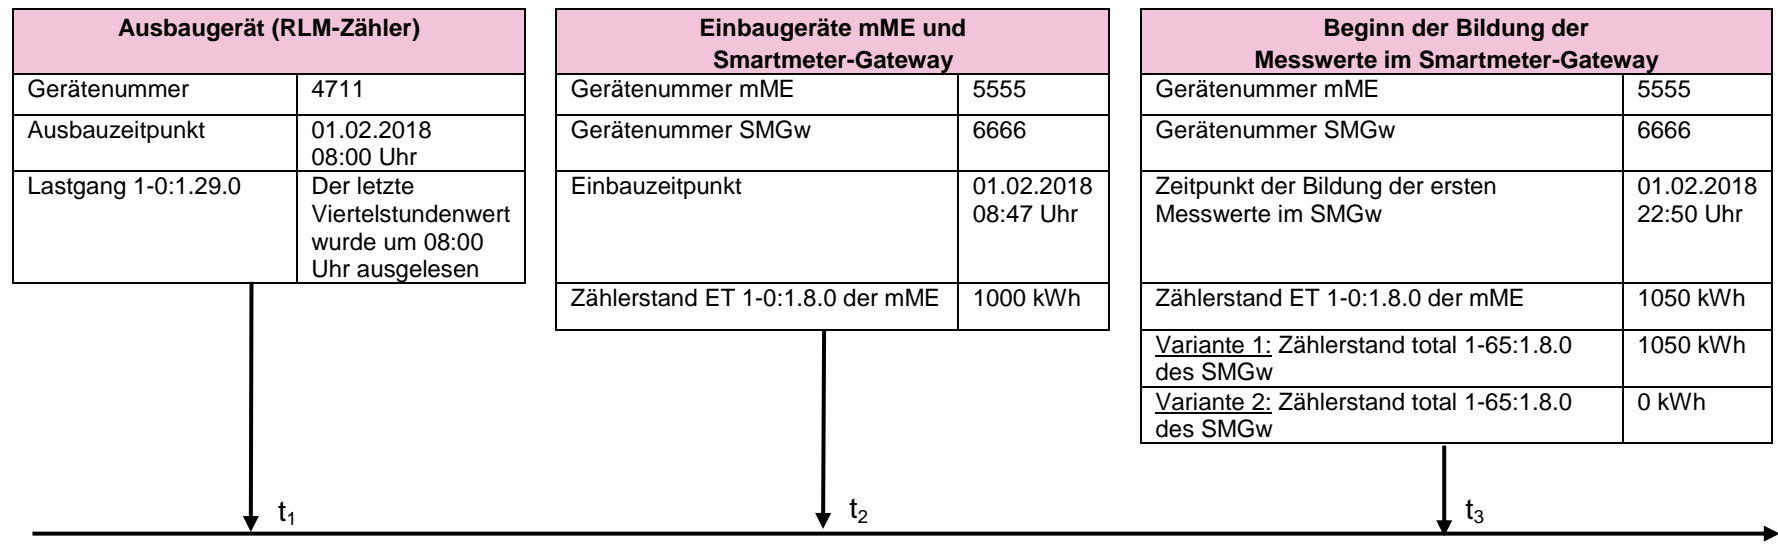 Ausbaugerät (RLM-Zähler)
Gerätenummer 4711
Ausbauzeitpunkt 01.02.2018
08:00 Uhr
Lastgang 1-0:1.29.0 Der letzte
Viertelstundenwert
wurde um 08:00
Uhr ausgelesen
Einbaugeräte mME und
Smartmeter-Gateway
Gerätenummer mME 5555
Gerätenummer SMGw 6666
Einbauzeitpunkt 01.02.2018
08:47 Uhr
Zählerstand ET 1-0:1.8.0 der mME 1000 kWh
Beginn der Bildung der
Messwerte im Smartmeter-Gateway
Gerätenummer mME 5555
Gerätenummer SMGw 6666
Zeitpunkt der Bildung der ersten 01.02.2018
Messwerte im SMGw 22:50 Uhr
Zählerstand ET 1-0:1.8.0 der mME 1050 kWh
Variante 1: Zählerstand total 1-65:1.8.0 1050 kWh
des SMGw
Variante 2: Zählerstand total 1-65:1.8.0 0 kWh
des SMGw
t1
t2
t3